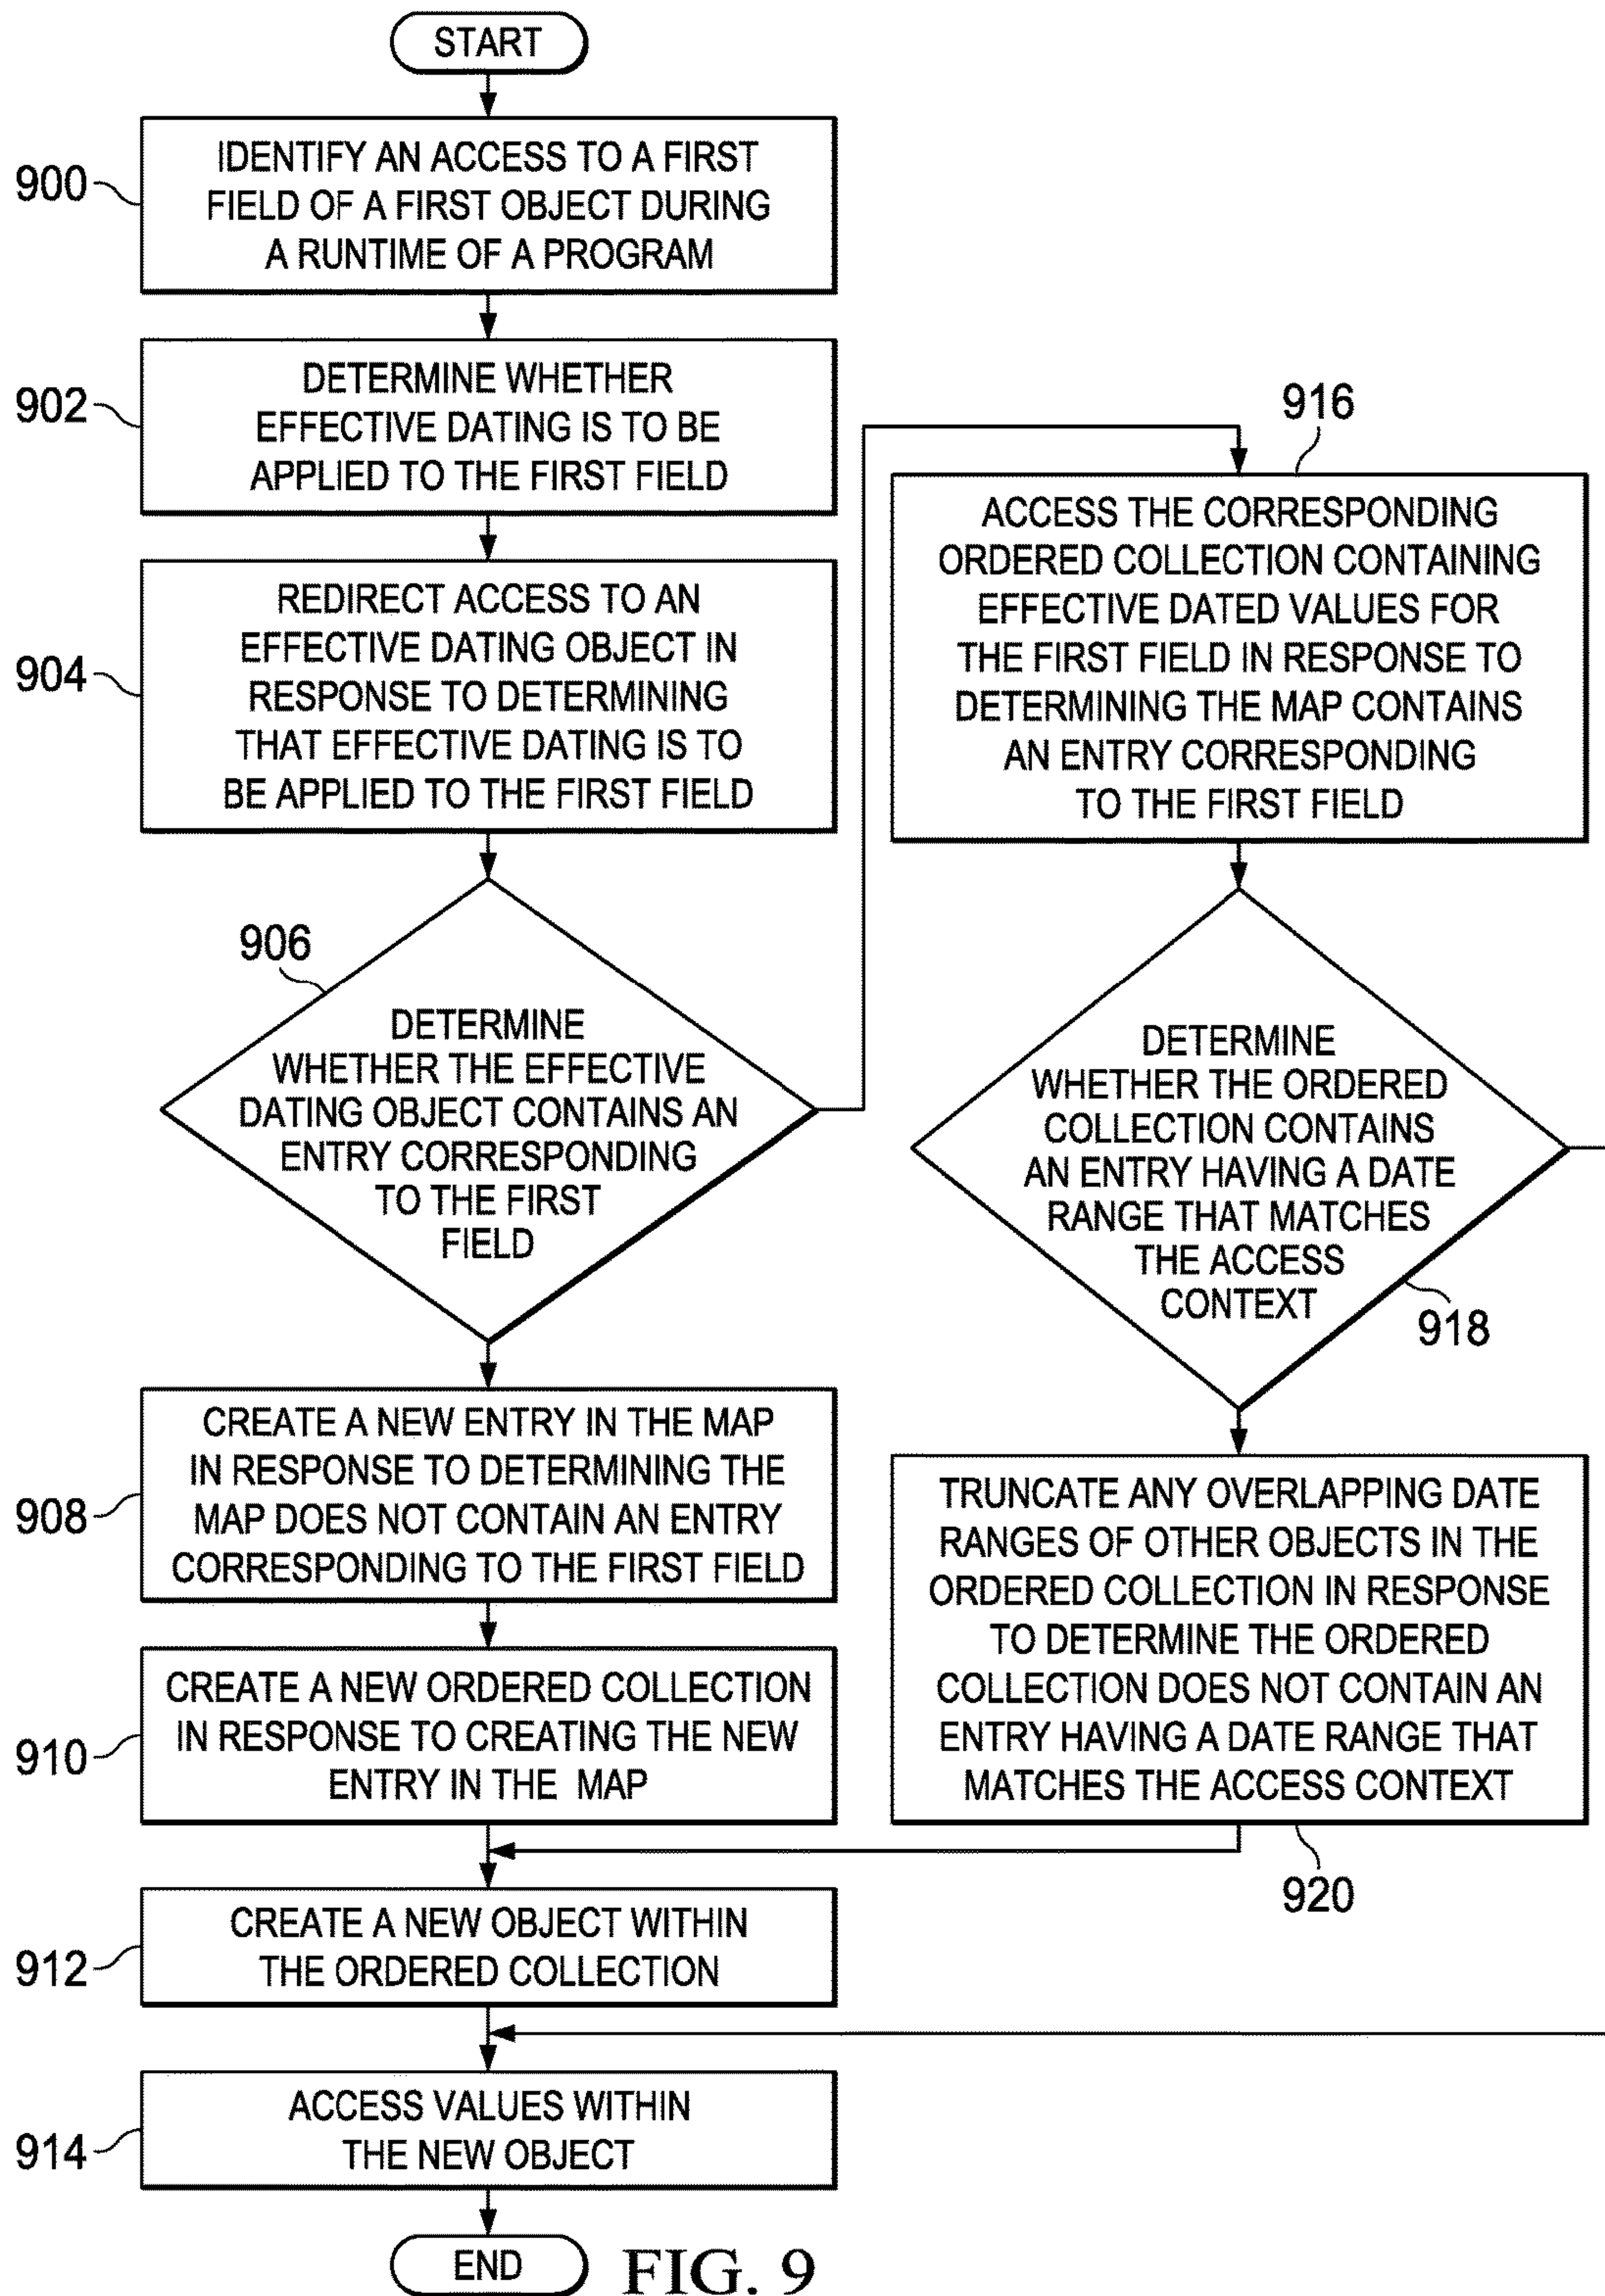 START
900
IDENTIFY AN ACCESS TO A FIRST
FIELD OF A FIRST OBJECT DURING
A RUNTIME OF A PROGRAM
902
DETERMINE WHETHER
EFFECTIVE DATING IS TO BE
APPLIED TO THE FIRST FIELD
904
REDIRECT ACCESS TO AN
EFFECTIVE DATING OBJECT IN
RESPONSE TO DETERMINING
THAT EFFECTIVE DATING IS TO
BE APPLIED TO THE FIRST FIELD
906
DETERMINE
WHETHER THE EFFECTIVE
DATING OBJECT CONTAINS AN
ENTRY CORRESPONDING
TO THE FIRST
FIELD
908
CREATE A NEW ENTRY IN THE MAP
IN RESPONSE TO DETERMINING THE
MAP DOES NOT CONTAIN AN ENTRY
CORRESPONDING TO THE FIRST FIELD
910
CREATE A NEW ORDERED COLLECTION
IN RESPONSE TO CREATING THE NEW
ENTRY IN THE MAP
912
CREATE A NEW OBJECT WITHIN
THE ORDERED COLLECTION
914
ACCESS VALUES WITHIN
THE NEW OBJECT
END
916
ACCESS THE CORRESPONDING
ORDERED COLLECTION CONTAINING
EFFECTIVE DATED VALUES FOR
THE FIRST FIELD IN RESPONSE TO
DETERMINING THE MAP CONTAINS
AN ENTRY CORRESPONDING
TO THE FIRST FIELD
DETERMINE
WHETHER THE ORDERED
COLLECTION CONTAINS
AN ENTRY HAVING A DATE
RANGE THAT MATCHES
THE ACCESS
CONTEXT
918
TRUNCATE ANY OVERLAPPING DATE
RANGES OF OTHER OBJECTS IN THE
ORDERED COLLECTION IN RESPONSE
TO DETERMINE THE ORDERED
COLLECTION DOES NOT CONTAIN AN
ENTRY HAVING A DATE RANGE THAT
MATCHES THE ACCESS CONTEXT
920
FIG. 9